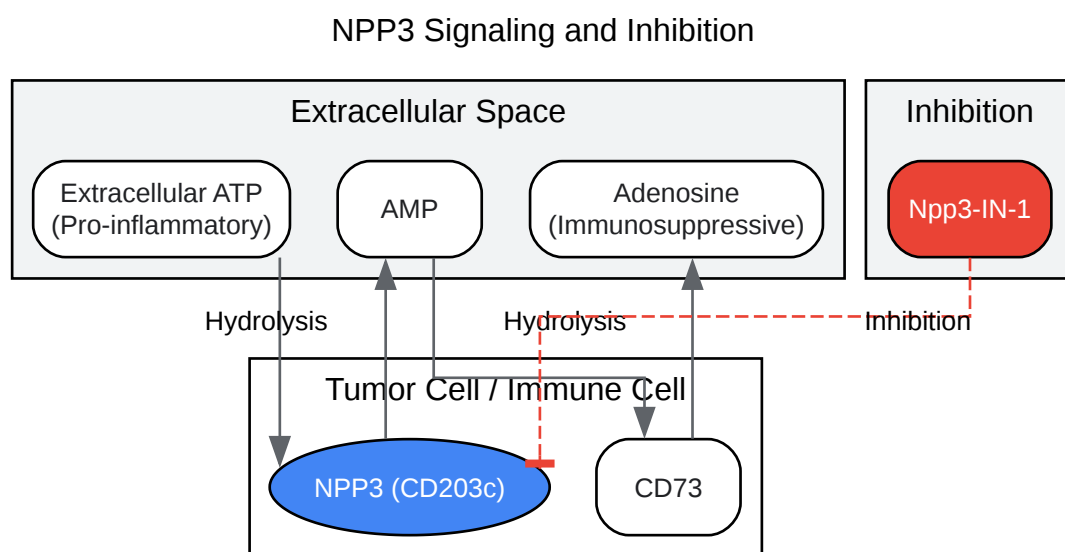 NPP3 Signaling and Inhibition
Extracellular Space
Inhibition
Extracellular ATP
(Pro-inflammatory)
AMP
Adenosine
(Immunosuppressive)
Npp3-IN-1
Hydrolysis
Hydrolysis
Inhibition
Tumor Cell / Immune Cell
NPP3 (CD203c)
CD73